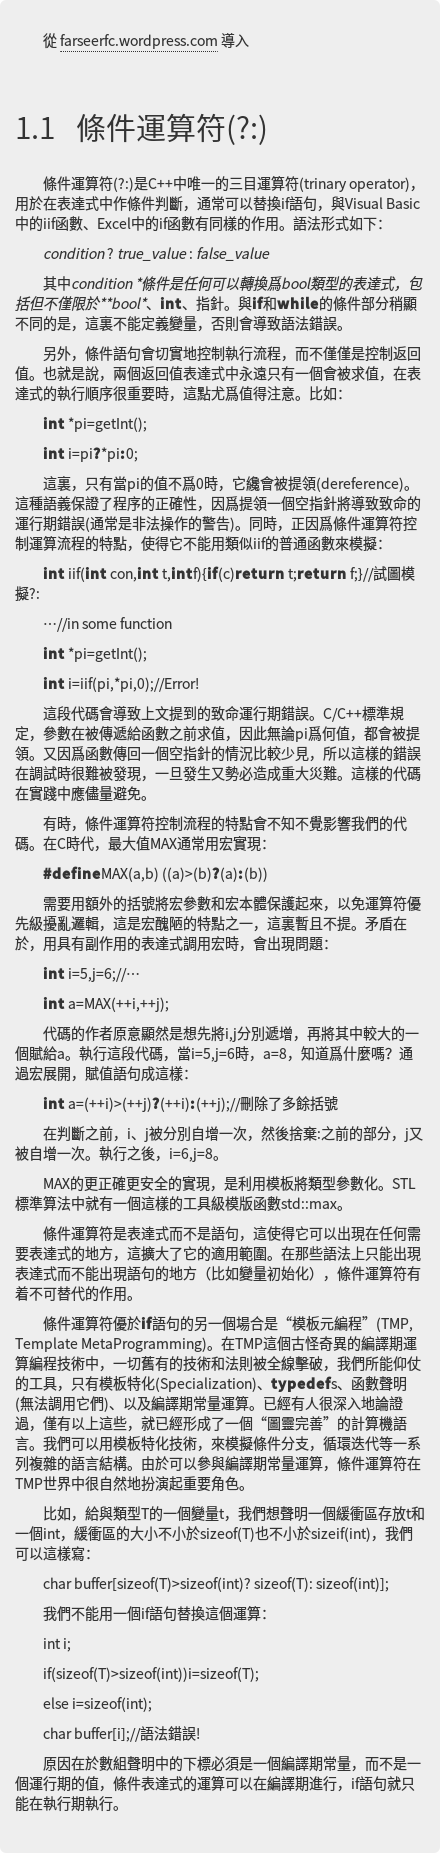 從 farseerfc.wordpress.com 導入
1.1 條件運算符(?:)
條件運算符(?:)是C++中唯一的三目運算符(trinary operator)，
用於在表達式中作條件判斷，通常可以替換if語句，與Visual Basic
中的iif函數、Excel中的if函數有同樣的作用。語法形式如下：
condition ? true_value : false_value
其中condition *條件是任何可以轉換爲bool類型的表達式，包
括但不僅限於**bool*、int、指針。與if和while的條件部分稍顯
不同的是，這裏不能定義變量，否則會導致語法錯誤。
另外，條件語句會切實地控制執行流程，而不僅僅是控制返回
值。也就是說，兩個返回值表達式中永遠只有一個會被求值，在表
達式的執行順序很重要時，這點尤爲值得注意。比如：
int *pi=getInt();
int i=pi?*pi:0;
這裏，只有當pi的值不爲0時，它纔會被提領(dereference)。
這種語義保證了程序的正確性，因爲提領一個空指針將導致致命的
運行期錯誤(通常是非法操作的警告)。同時，正因爲條件運算符控
制運算流程的特點，使得它不能用類似iif的普通函數來模擬：
int iif(int con,int t,intf){if(c)return t;return f;}//試圖模
擬?:
…//in some function
int *pi=getInt();
int i=iif(pi,*pi,0);//Error!
這段代碼會導致上文提到的致命運行期錯誤。C/C++標準規
定，參數在被傳遞給函數之前求值，因此無論pi爲何值，都會被提
領。又因爲函數傳回一個空指針的情況比較少見，所以這樣的錯誤
在調試時很難被發現，一旦發生又勢必造成重大災難。這樣的代碼
在實踐中應儘量避免。
有時，條件運算符控制流程的特點會不知不覺影響我們的代
碼。在C時代，最大值MAX通常用宏實現：
#defineMAX(a,b) ((a)>(b)?(a):(b))
需要用額外的括號將宏參數和宏本體保護起來，以免運算符優
先級擾亂邏輯，這是宏醜陋的特點之一，這裏暫且不提。矛盾在
於，用具有副作用的表達式調用宏時，會出現問題：
int i=5,j=6;//…
int a=MAX(++i,++j);
代碼的作者原意顯然是想先將i,j分別遞增，再將其中較大的一
個賦給a。執行這段代碼，當i=5,j=6時，a=8，知道爲什麼嗎？通
過宏展開，賦值語句成這樣：
int a=(++i)>(++j)?(++i):(++j);//刪除了多餘括號
在判斷之前，i、j被分別自增一次，然後捨棄:之前的部分，j又
被自增一次。執行之後，i=6,j=8。
MAX的更正確更安全的實現，是利用模板將類型參數化。STL
標準算法中就有一個這樣的工具級模版函數std::max。
條件運算符是表達式而不是語句，這使得它可以出現在任何需
要表達式的地方，這擴大了它的適用範圍。在那些語法上只能出現
表達式而不能出現語句的地方（比如變量初始化），條件運算符有
着不可替代的作用。
條件運算符優於if語句的另一個場合是“模板元編程”(TMP,
Template MetaProgramming)。在TMP這個古怪奇異的編譯期運
算編程技術中，一切舊有的技術和法則被全線擊破，我們所能仰仗
的工具，只有模板特化(Specialization)、typedefs、函數聲明
(無法調用它們)、以及編譯期常量運算。已經有人很深入地論證
過，僅有以上這些，就已經形成了一個“圖靈完善”的計算機語
言。我們可以用模板特化技術，來模擬條件分支，循環迭代等一系
列複雜的語言結構。由於可以參與編譯期常量運算，條件運算符在
TMP世界中很自然地扮演起重要角色。
比如，給與類型T的一個變量t，我們想聲明一個緩衝區存放t和
一個int，緩衝區的大小不小於sizeof(T)也不小於sizeif(int)，我們
可以這樣寫：
char buffer[sizeof(T)>sizeof(int)? sizeof(T): sizeof(int)];
我們不能用一個if語句替換這個運算：
int i;
if(sizeof(T)>sizeof(int))i=sizeof(T);
else i=sizeof(int);
char buffer[i];//語法錯誤!
原因在於數組聲明中的下標必須是一個編譯期常量，而不是一
個運行期的值，條件表達式的運算可以在編譯期進行，if語句就只
能在執行期執行。